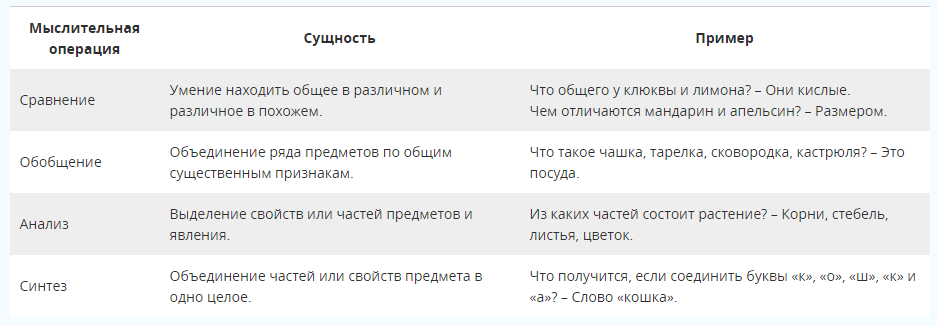 Мыслительная операция Сущность Пример
Сравнение
Умение находить общее в различном и
различное в похожем.
Что общего у клюквы и лимона? – Они кислые.
Чем отличаются мандарин и апельсин? – Размером.
Обобщение
Объединение ряда предметов по общим
существенным признакам.
Что такое чашка, тарелка, сковородка, кастрюля? – Это
посуда.
Анализ
Выделение свойств или частей предметов и
явления.
Из каких частей состоит растение? – Корни, стебель,
листья, цветок.
Синтез
Объединение частей или свойств предмета в
одно целое.
Что получится, если соединить буквы «к», «о», «ш», «к» и
«а»? – Слово «кошка».